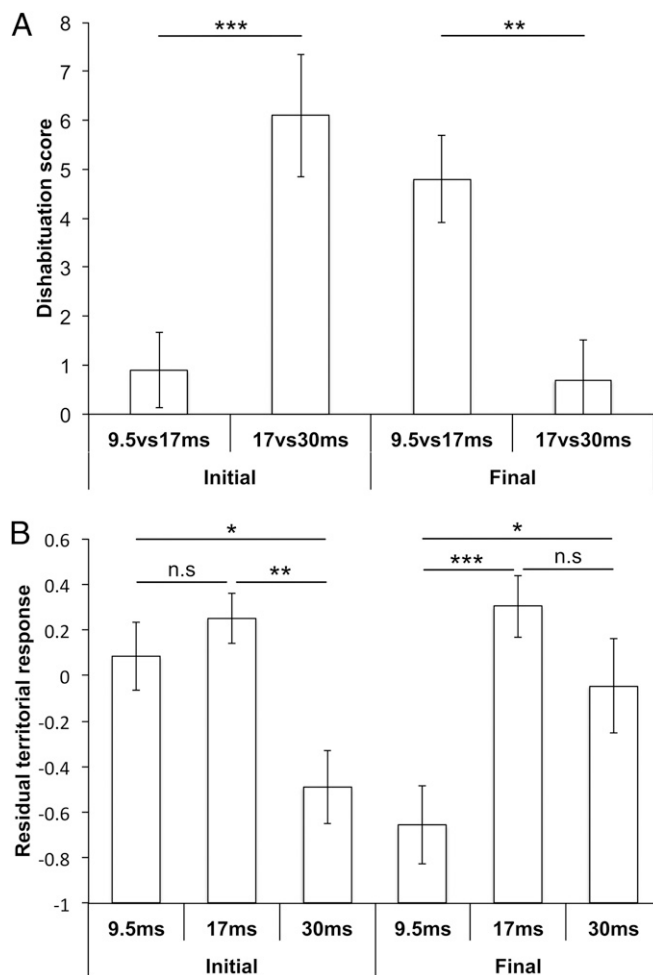 A
Dishabituation score
8
7
6
5
4
3
2
1
0
***
**
9.5vs17ms 17vs30ms 9.5vs17ms 17vs30ms
Initial Final
B
Residual territorial response
0.6
0.4
0.2
0
-0.2
-0.4
-0.6
-0.8
-1
* *
n.s ** *** n.s
9.5ms 17ms 30ms 9.5ms 17ms 30ms
Initial Final